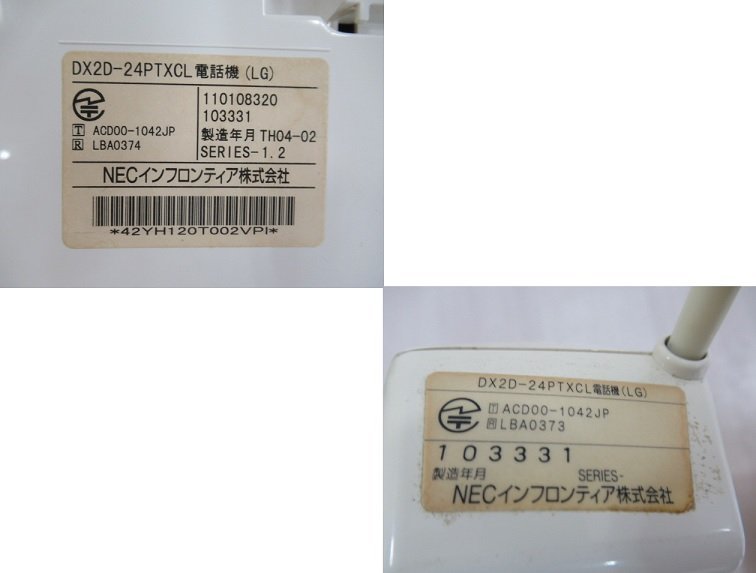 DX2D-24PTXCL電話機(LG)
T ACD00-1042JP
R LBA0374
110108320
103331
製造年月 TH04-02
SERIES-1.2
NECインフロンティア株式会社
*42YH120T002VPI*
DX2D-24PTXCL電話機(LG)
T ACD00-1042JP
R LBA0373
103331
製造年月 SERIES-
NECインフロンティア株式会社